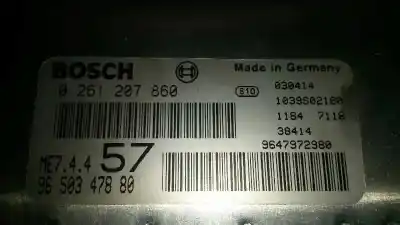 BOSCH
Made in Germany
0 261 207 860
S10
030414
1039S02180
1184 7118
38414
9647972980
ME7.4.4 57
96 503 478 80